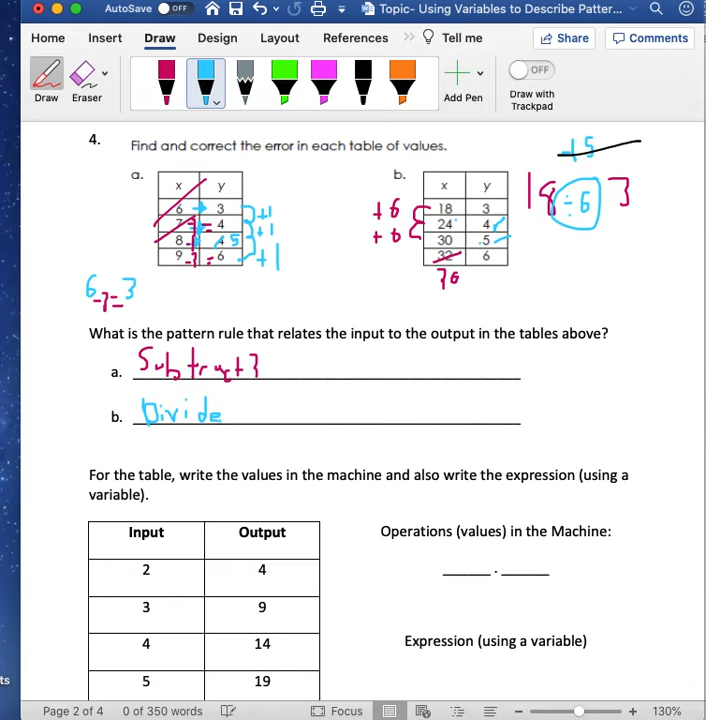 AutoSave OFF Topic- Using Variables to Describe Patter...
Home Insert Draw Design Layout References >> Tell me Share Comments
OFF
Draw Eraser Add Pen Draw with Trackpad
4. Find and correct the error in each table of values.
+5
a. b.
x y x y
18 ÷ 6 3
6 3 +1 +6 18 3
7 = 4 +1 +6 24 4
8 4 5 +1 30 5
9 -3 = 6 32 6
36
6 -3 = 3
What is the pattern rule that relates the input to the output in the tables above?
a. Subtract 3
b. Divide
For the table, write the values in the machine and also write the expression (using a
variable).
Input Output Operations (values) in the Machine:
2 4 ______ . ______
3 9
4 14 Expression (using a variable)
5 19
ts
Page 2 of 4 0 of 350 words Focus 130%